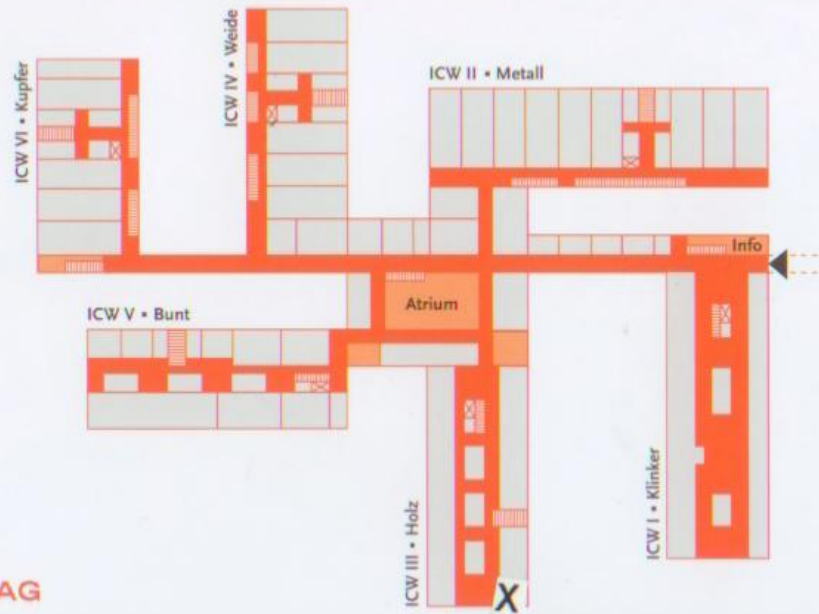 ICW IV • Weide
ICW VI • Kupfer
ICW II • Metall
Info
Atrium
ICW V • Bunt
ICW III • Holz
ICW I • Klinker
AG
X